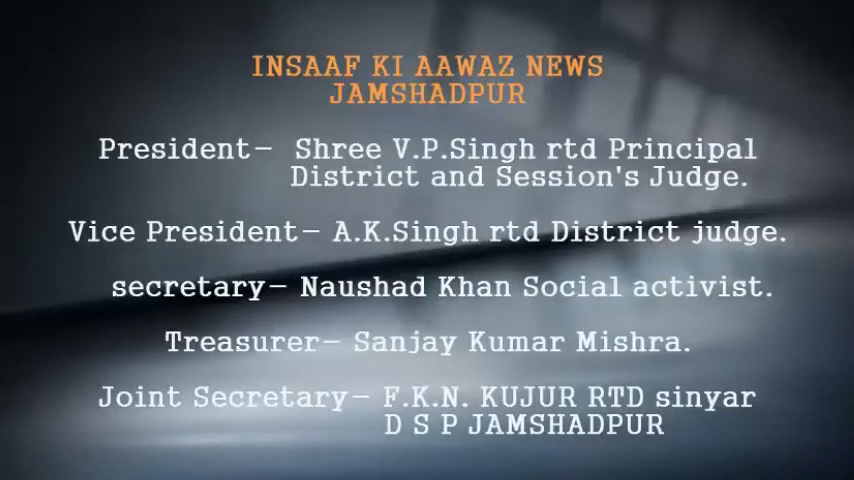 INSAAF KI AAWAZ NEWS
JAMSHADPUR
President- Shree V.P.Singh rtd Principal
District and Session's Judge.
Vice President- A.K.Singh rtd District judge.
secretary- Naushad Khan Social activist.
Treasurer- Sanjay Kumar Mishra.
Joint Secretary- F.K.N. KUJUR RTD sinyar
D S P JAMSHADPUR